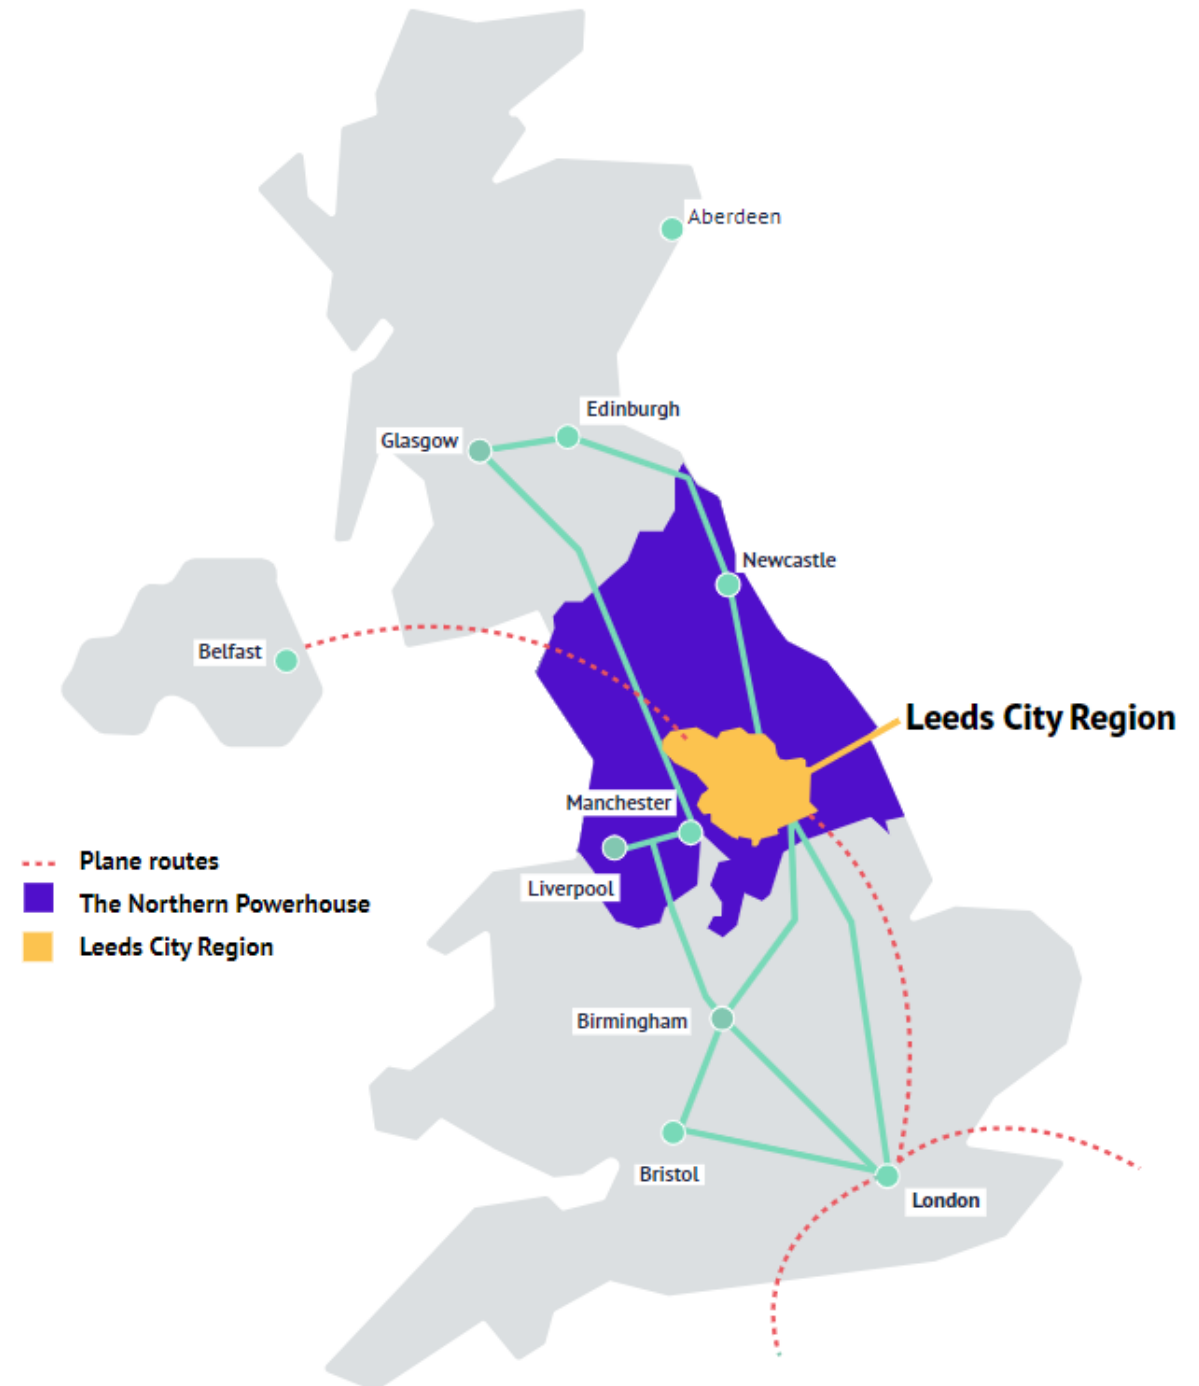 Aberdeen
Edinburgh
Glasgow
Newcastle
Belfast
Leeds City Region
Manchester
Liverpool
Plane routes
The Northern Powerhouse
Leeds City Region
Birmingham
Bristol
London